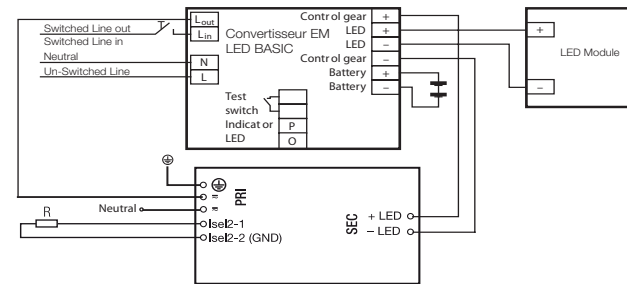 Switched Line out
Switched Line in
Neutral
Un-Switched Line
Lout
Lin
N
L
Convertisseur EM
LED BASIC
Test
switch
Indicat or
LED
P
O
Control gear +
LED +
LED –
Control gear –
Battery +
Battery –
+
–
LED Module
PRI
=
≂
Neutral
R
Isel2-1
Isel2-2 (GND)
SEC
+ LED
– LED